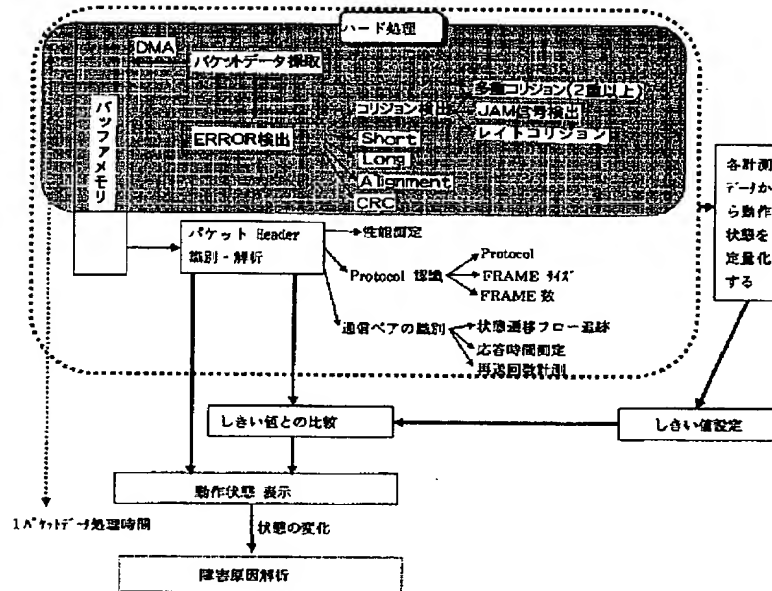 ハード処理
DMA
パケットデータ採取
バッファメモリ
ERROR検出
コリジョン検出
多重コリジョン(2重以上)
JAM信号検出
レイトコリジョン
Short
Long
Alignment
CRC
各計測
データか
ら動作
状態を
定量化
する
パケット Header
識別・解析
性能測定
Protocol 認識
Protocol
FRAME サイズ
FRAME 数
通信ペアの識別
状態遷移フロー追跡
応答時間測定
再送回数計測
しきい値との比較
しきい値設定
動作状態 表示
1パケットデータ処理時間
状態の変化
障害原因解析